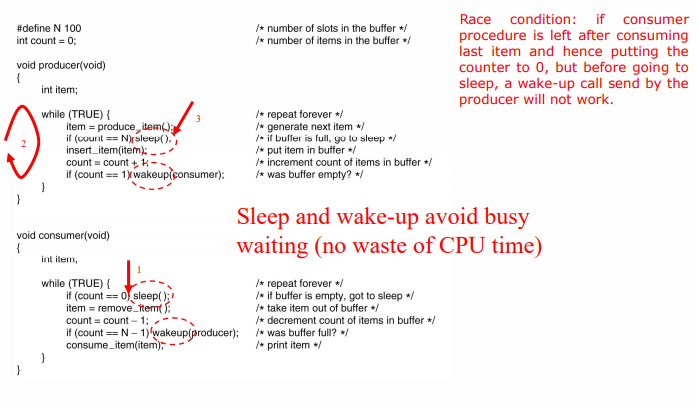 #define N 100 /* number of slots in the buffer */
int count = 0; /* number of items in the buffer */
void producer(void)
{
int item;
while (TRUE) { /* repeat forever */
item = produce_item(); /* generate next item */
if (count == N) sleep(); /* if buffer is full, go to sleep */
insert_item(item); /* put item in buffer */
count = count + 1; /* increment count of items in buffer */
if (count == 1) wakeup(consumer); /* was buffer empty? */
}
}
2
3
void consumer(void)
{
int item;
while (TRUE) { /* repeat forever */
if (count == 0) sleep(); /* if buffer is empty, got to sleep */
item = remove_item(); /* take item out of buffer */
count = count – 1; /* decrement count of items in buffer */
if (count == N – 1) wakeup(producer); /* was buffer full? */
consume_item(item); /* print item */
}
}
1
Race condition: if consumer
procedure is left after consuming
last item and hence putting the
counter to 0, but before going to
sleep, a wake-up call send by the
producer will not work.
Sleep and wake-up avoid busy
waiting (no waste of CPU time)